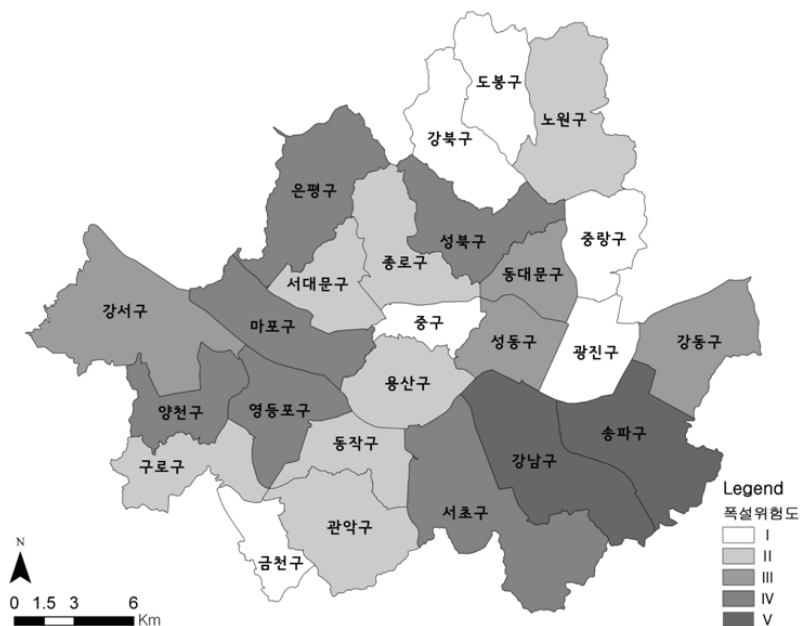 도봉구
노원구
강북구
은평구
성북구
중랑구
종로구
동대문구
서대문구
강서구
마포구
중구
성동구
광진구
강동구
용산구
양천구
영등포구
송파구
동작구
구로구
강남구
서초구
관악구
금천구
Legend
폭설위험도
I
II
III
IV
V
N
0 1.5 3 6
Km